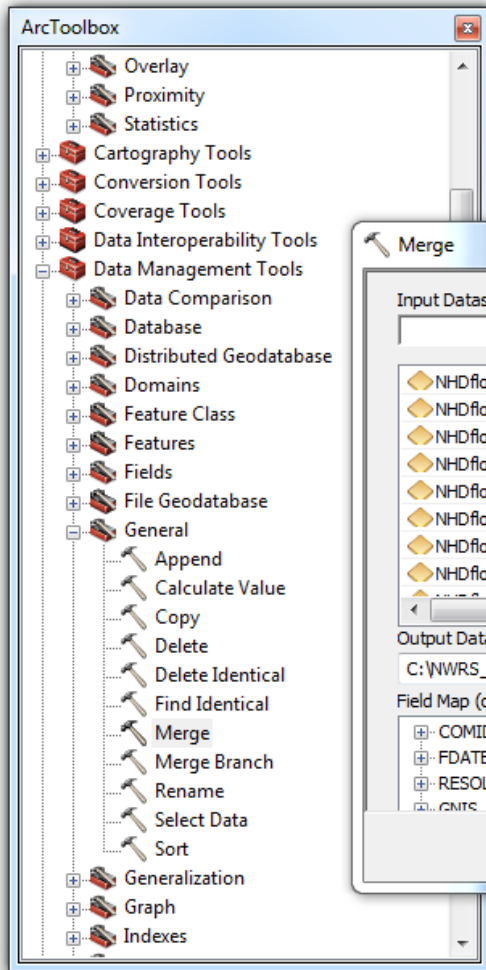 ArcToolbox
Overlay
Proximity
Statistics
Cartography Tools
Conversion Tools
Coverage Tools
Data Interoperability Tools
Data Management Tools
Data Comparison
Database
Distributed Geodatabase
Domains
Feature Class
Features
Fields
File Geodatabase
General
Append
Calculate Value
Copy
Delete
Delete Identical
Find Identical
Merge
Merge Branch
Rename
Select Data
Sort
Generalization
Graph
Indexes
Merge
Input Datas
NHDflo
NHDflo
NHDflo
NHDflo
NHDflo
NHDflo
NHDflo
NHDflo
Output Data
C:\NWRS_
Field Map (o
COMID
FDATE
RESOL
GNIS